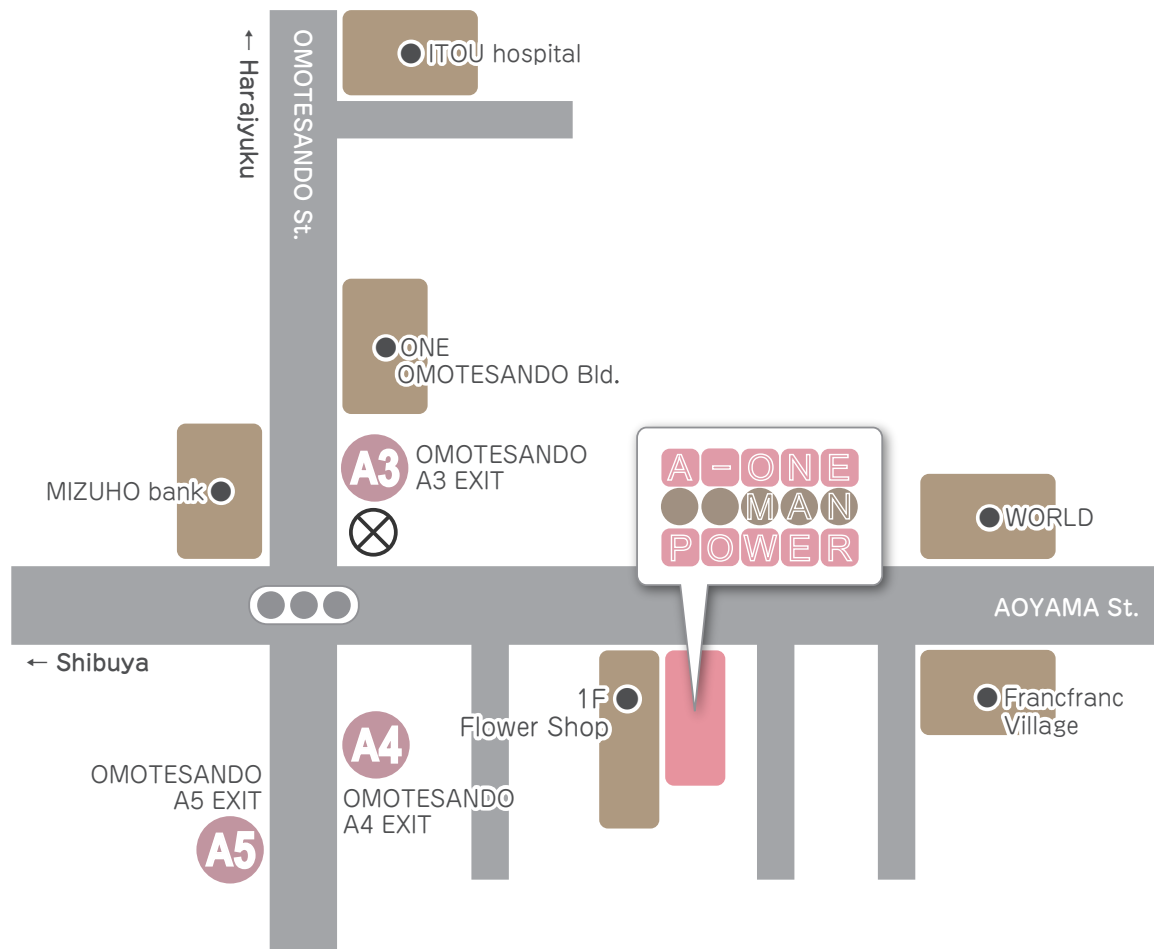 ITOU hospital
← Harajyuku
OMOTESANDO St.
ONE
OMOTESANDO Bld.
A3
OMOTESANDO
A3 EXIT
MIZUHO bank
A-ONE
MAN
POWER
WORLD
AOYAMA St.
← Shibuya
1F
Flower Shop
Francfranc
Village
A4
OMOTESANDO
A4 EXIT
OMOTESANDO
A5 EXIT
A5